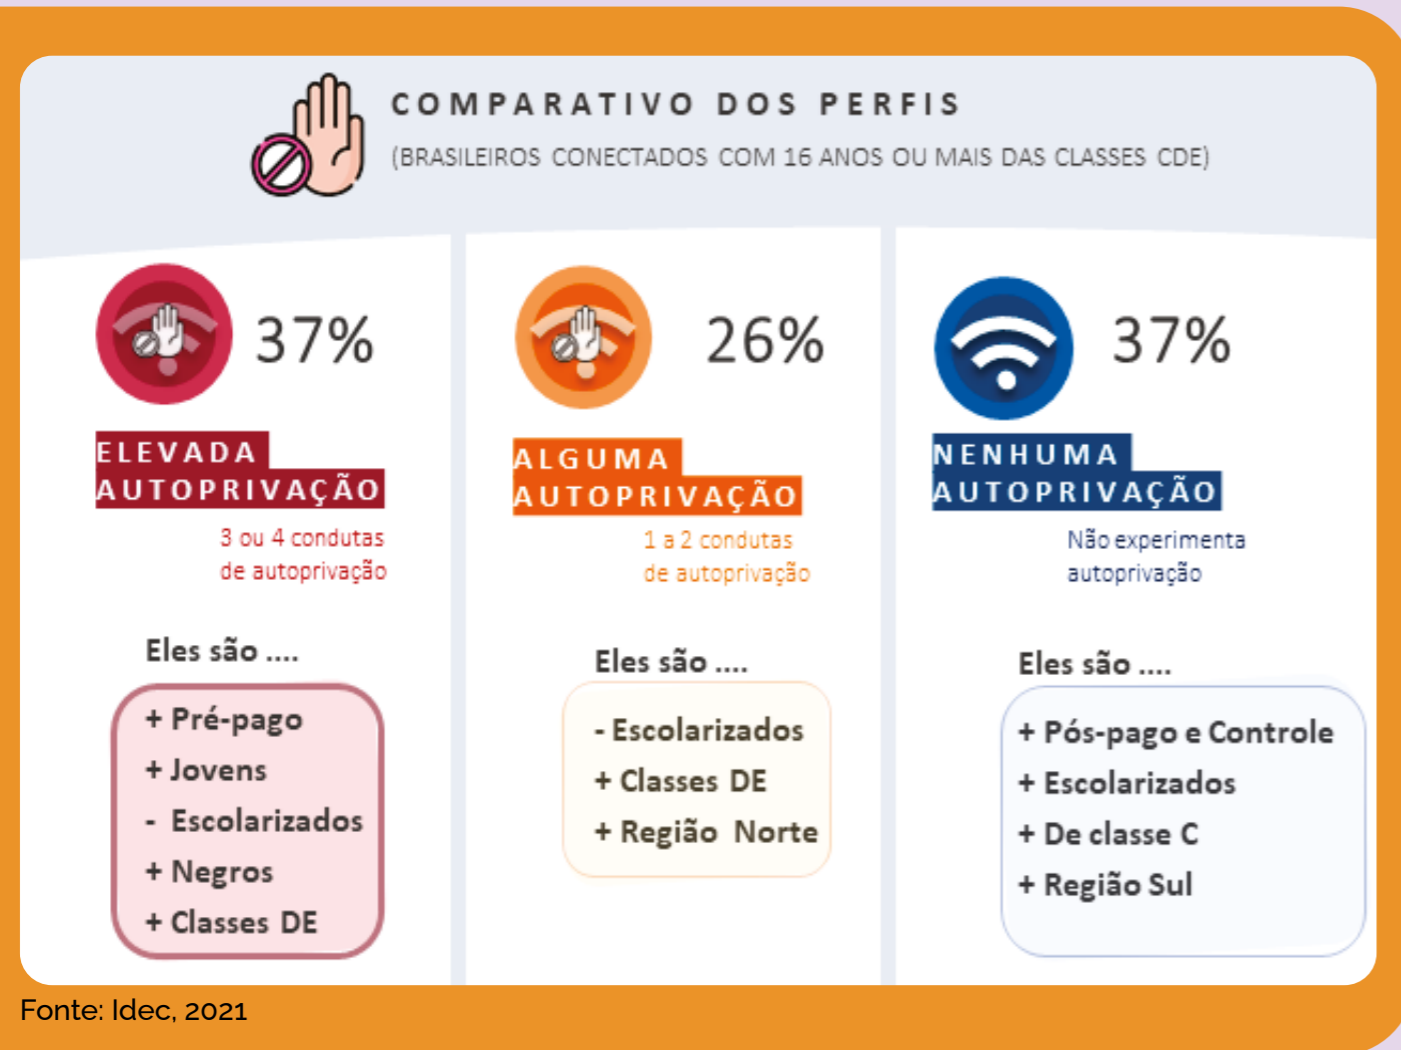 COMPARATIVO DOS PERFIS
(BRASILEIROS CONECTADOS COM 16 ANOS OU MAIS DAS CLASSES CDE)
37%
ELEVADA
AUTOPRIVAÇÃO
3 ou 4 condutas
de autoprivação
Eles são ....
+ Pré-pago
+ Jovens
- Escolarizados
+ Negros
+ Classes DE
26%
ALGUMA
AUTOPRIVAÇÃO
1 a 2 condutas
de autoprivação
Eles são ....
- Escolarizados
+ Classes DE
+ Região Norte
37%
NENHUMA
AUTOPRIVAÇÃO
Não experimenta
autoprivação
Eles são ....
+ Pós-pago e Controle
+ Escolarizados
+ De classe C
+ Região Sul
Fonte: Idec, 2021